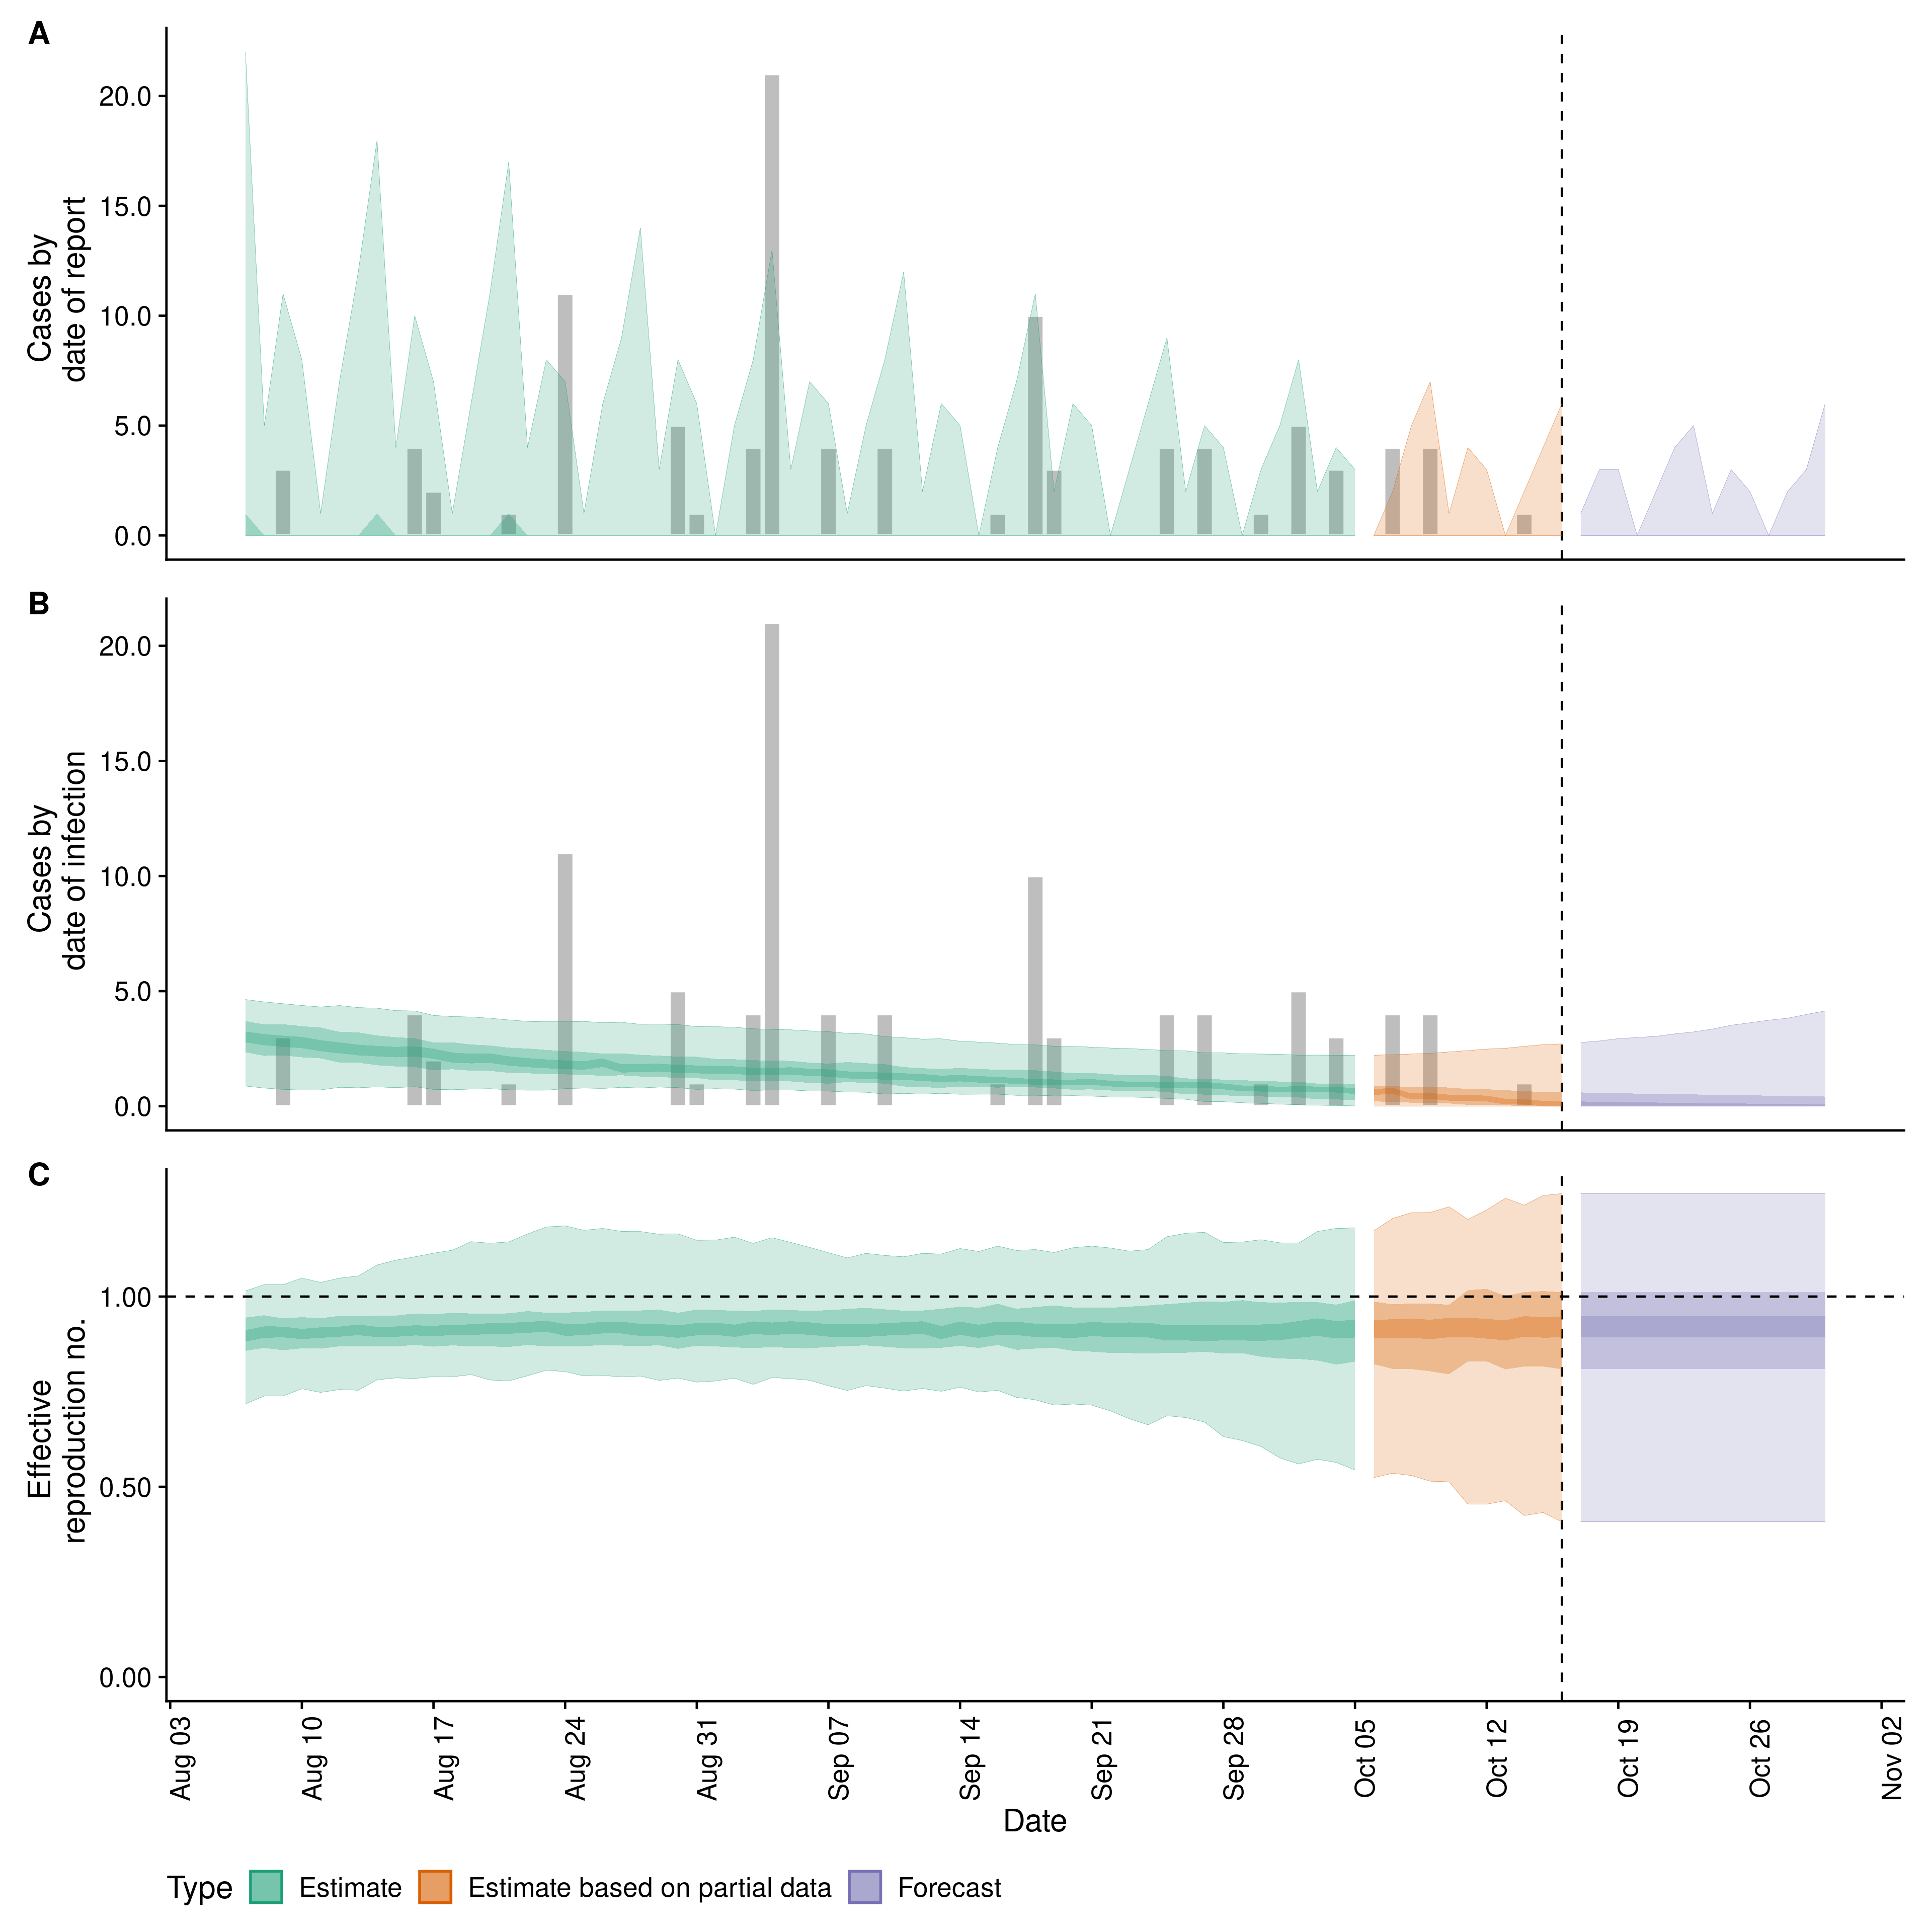 A
Cases by
date of report
20.0
15.0
10.0
5.0
0.0
B
Cases by
date of infection
20.0
15.0
10.0
5.0
0.0
C
Effective
reproduction no.
1.00
0.50
0.00
Aug 03
Aug 10
Aug 17
Aug 24
Aug 31
Sep 07
Sep 14
Sep 21
Sep 28
Oct 05
Oct 12
Oct 19
Oct 26
Nov 02
Date
Type Estimate Estimate based on partial data Forecast